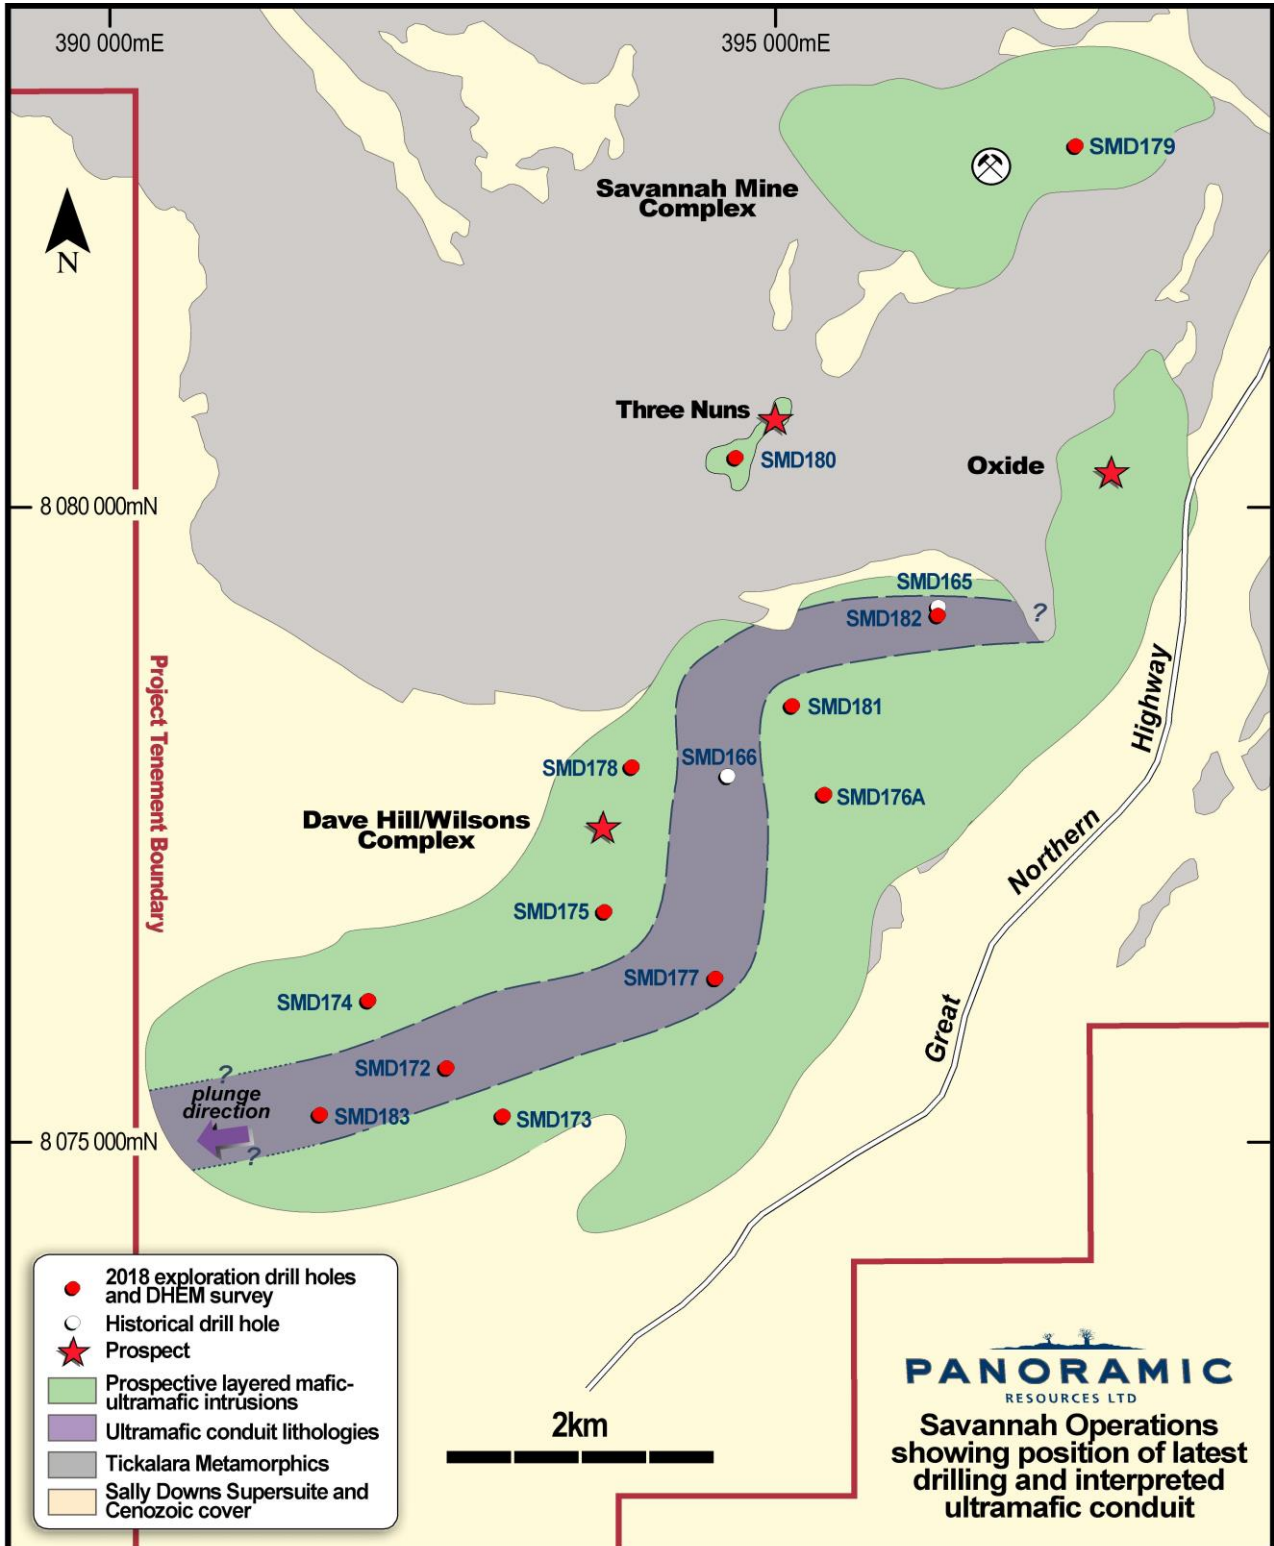 390 000mE
395 000mE
SMD179
Savannah Mine
Complex
N
Three Nuns
SMD180
Oxide
8 080 000mN
SMD165
SMD182
?
Project Tenement Boundary
SMD181
Highway
SMD166
SMD178
SMD176A
Dave Hill/Wilsons
Complex
Northern
SMD175
SMD177
SMD174
Great
SMD172
?
plunge
direction
SMD183
SMD173
8 075 000mN
?
2018 exploration drill holes
and DHEM survey
Historical drill hole
Prospect
Prospective layered mafic-
ultramafic intrusions
Ultramafic conduit lithologies
Tickalara Metamorphics
Sally Downs Supersuite and
Cenozoic cover
2km
PANORAMIC
RESOURCES LTD
Savannah Operations
showing position of latest
drilling and interpreted
ultramafic conduit